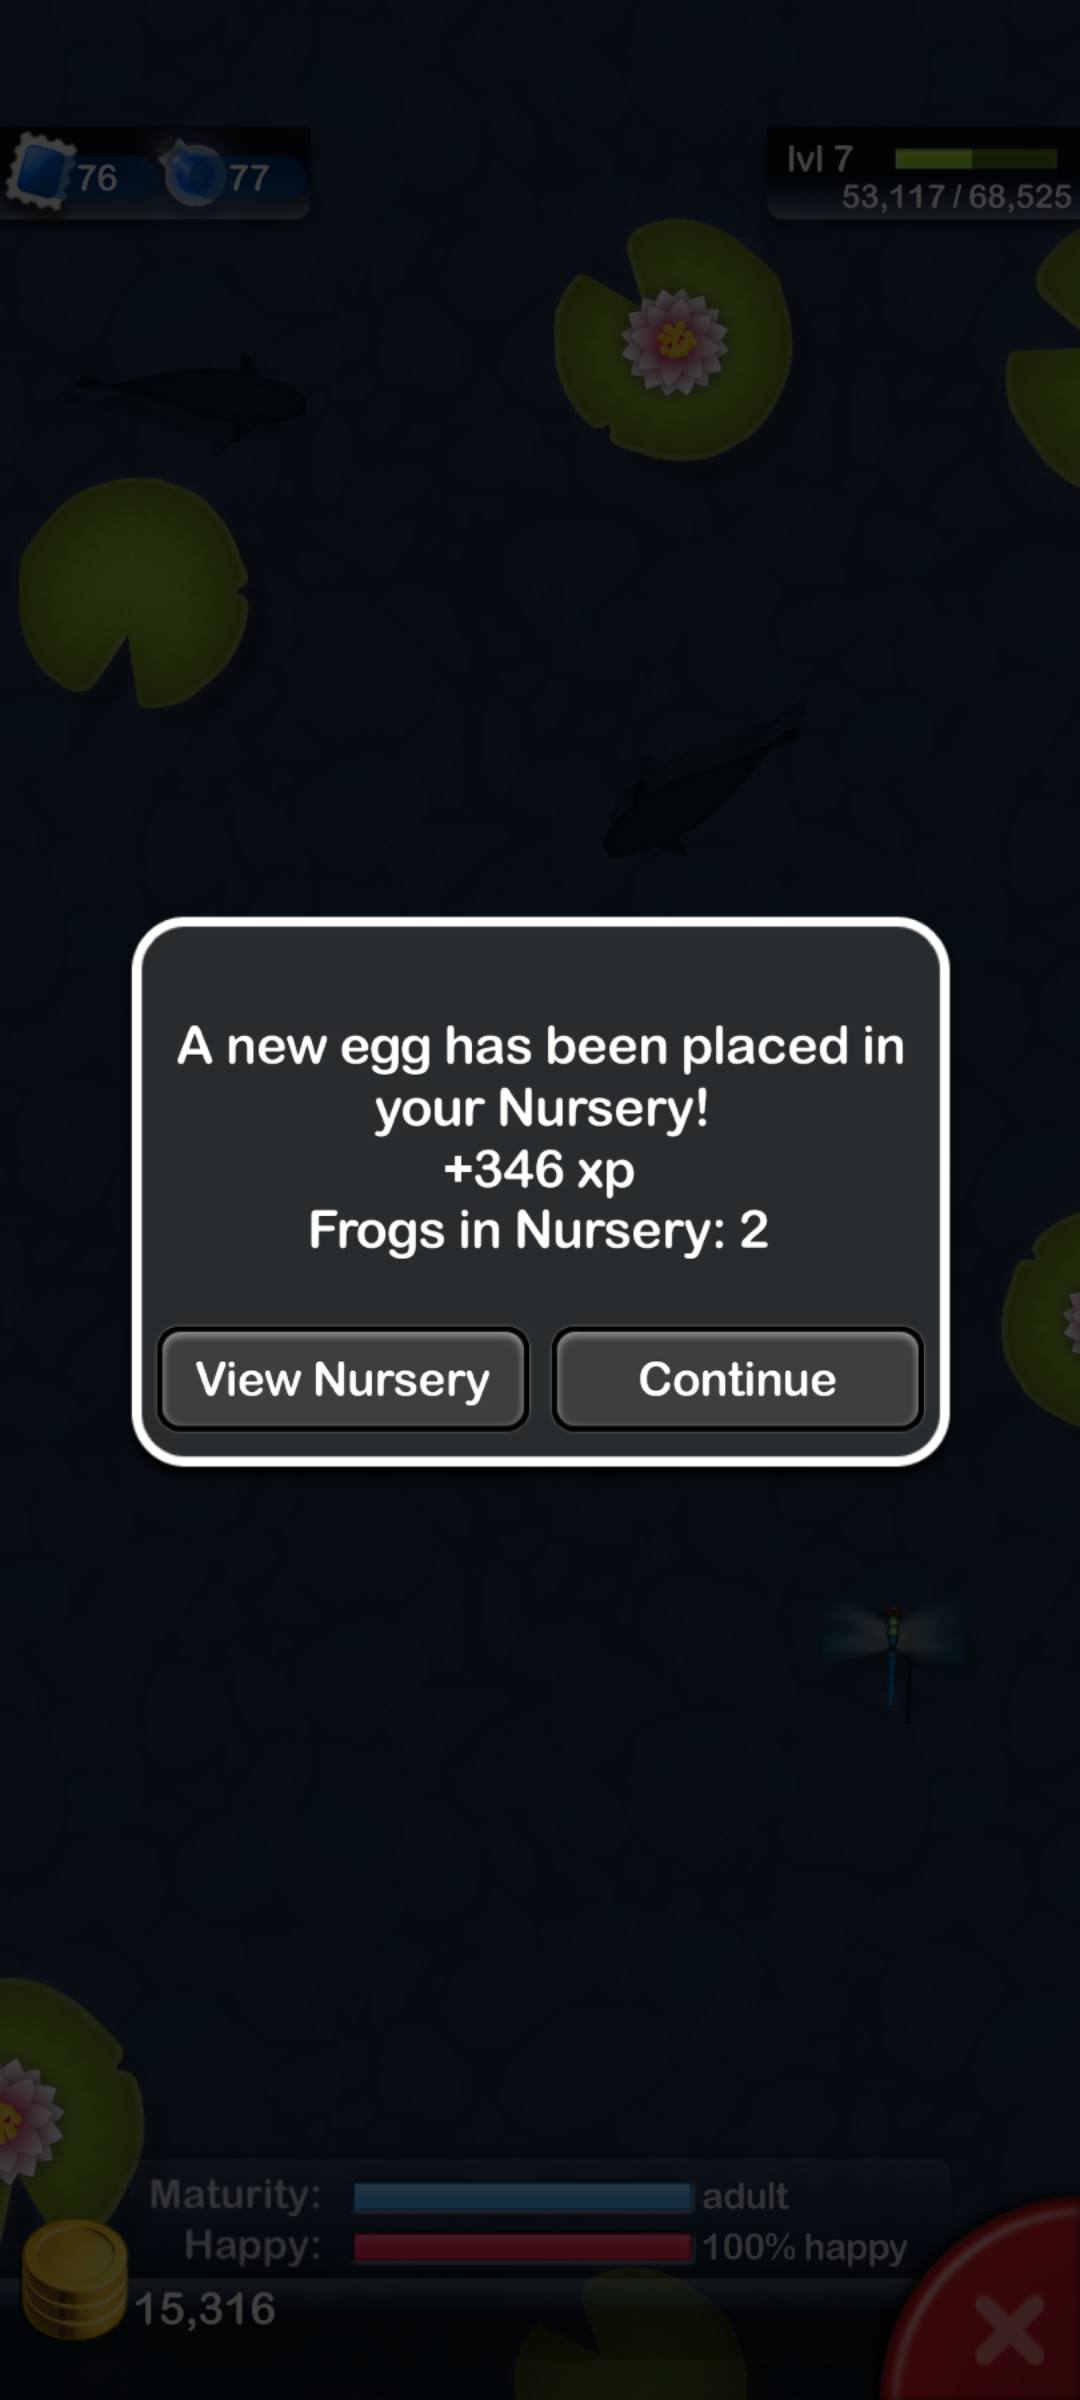 76
77
lvl 7
53,117 / 68,525
A new egg has been placed in
your Nursery!
+346 xp
Frogs in Nursery: 2
View Nursery
Continue
Maturity:
adult
Happy:
100% happy
15,316